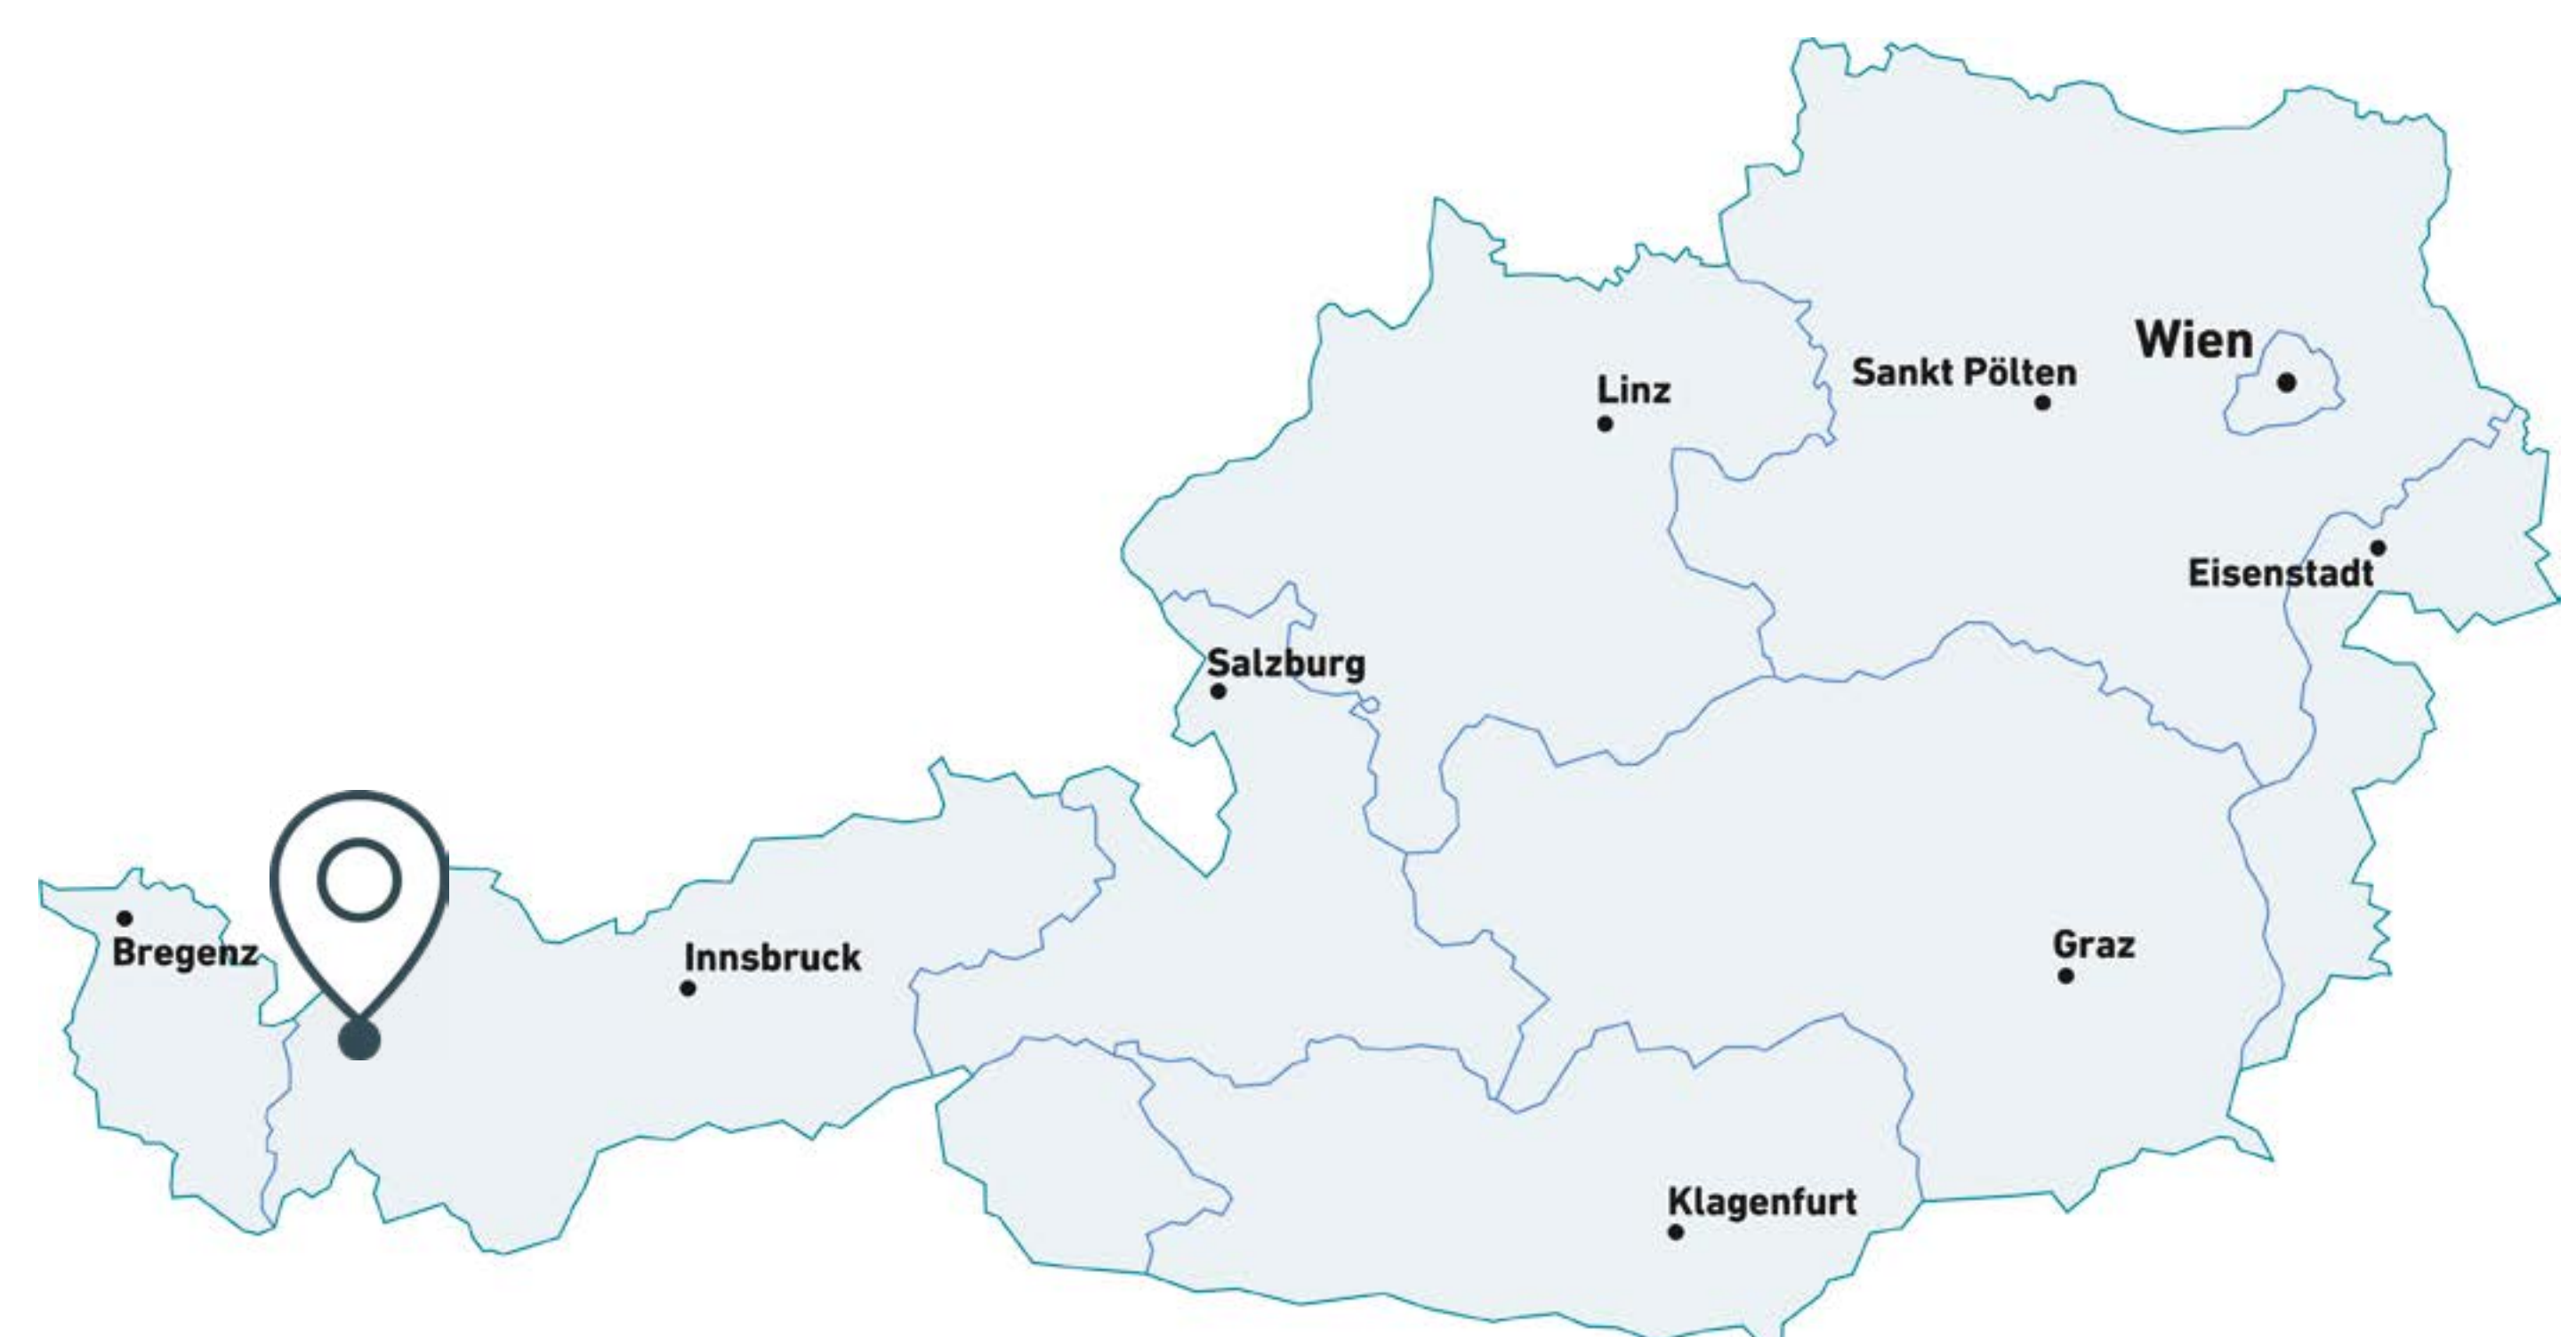 Wien
Sankt Pölten
Linz
Eisenstadt
Salzburg
Bregenz
Innsbruck
Graz
Klagenfurt